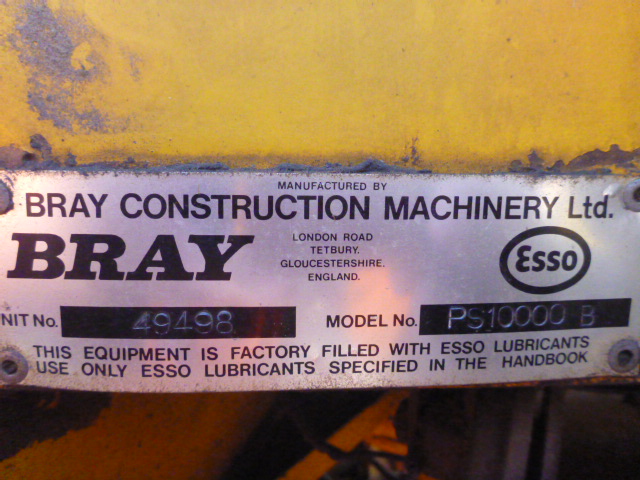 MANUFACTURED BY
BRAY CONSTRUCTION MACHINERY Ltd.
BRAY
LONDON ROAD
TETBURY.
GLOUCESTERSHIRE.
ENGLAND.
Esso
NIT No. 49498
MODEL No. PS10000 B
THIS EQUIPMENT IS FACTORY FILLED WITH ESSO LUBRICANTS
USE ONLY ESSO LUBRICANTS SPECIFIED IN THE HANDBOOK